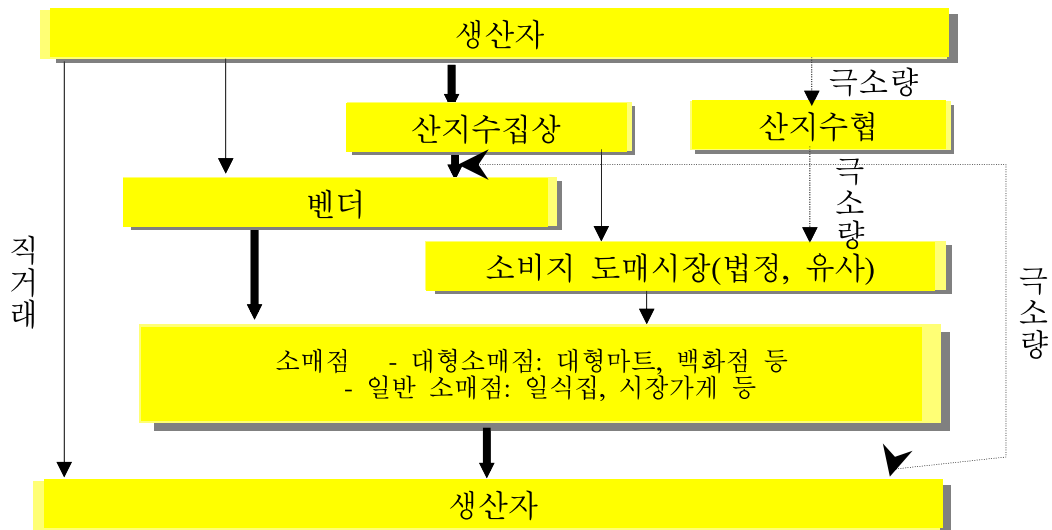 생산자
극소량
산지수집상
산지수협
극소량
벤더
직거래
소비지 도매시장(법정, 유사)
극소량
소매점 - 대형소매점: 대형마트, 백화점 등
- 일반 소매점: 일식집, 시장가게 등
생산자